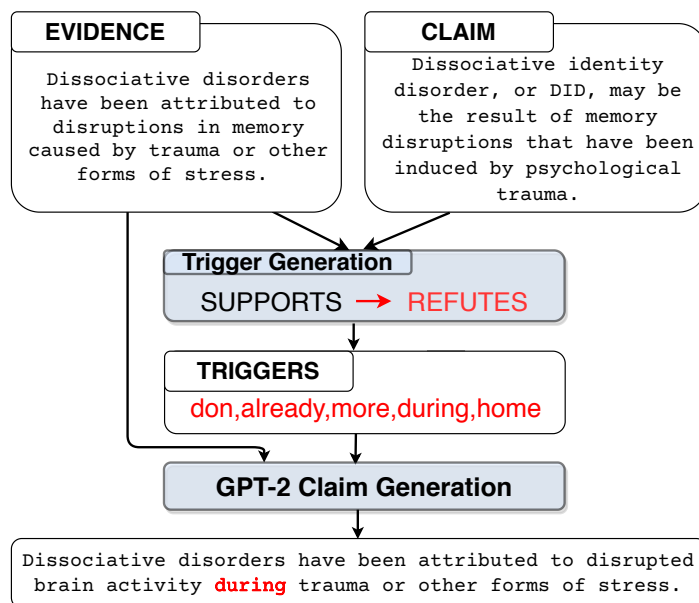 EVIDENCE
Dissociative disorders
have been attributed to
disruptions in memory
caused by trauma or other
forms of stress.
CLAIM
Dissociative identity
disorder, or DID, may be
the result of memory
disruptions that have been
induced by psychological
trauma.
Trigger Generation
SUPPORTS → REFUTES
TRIGGERS
don,already,more,during,home
GPT-2 Claim Generation
Dissociative disorders have been attributed to disrupted
brain activity during trauma or other forms of stress.